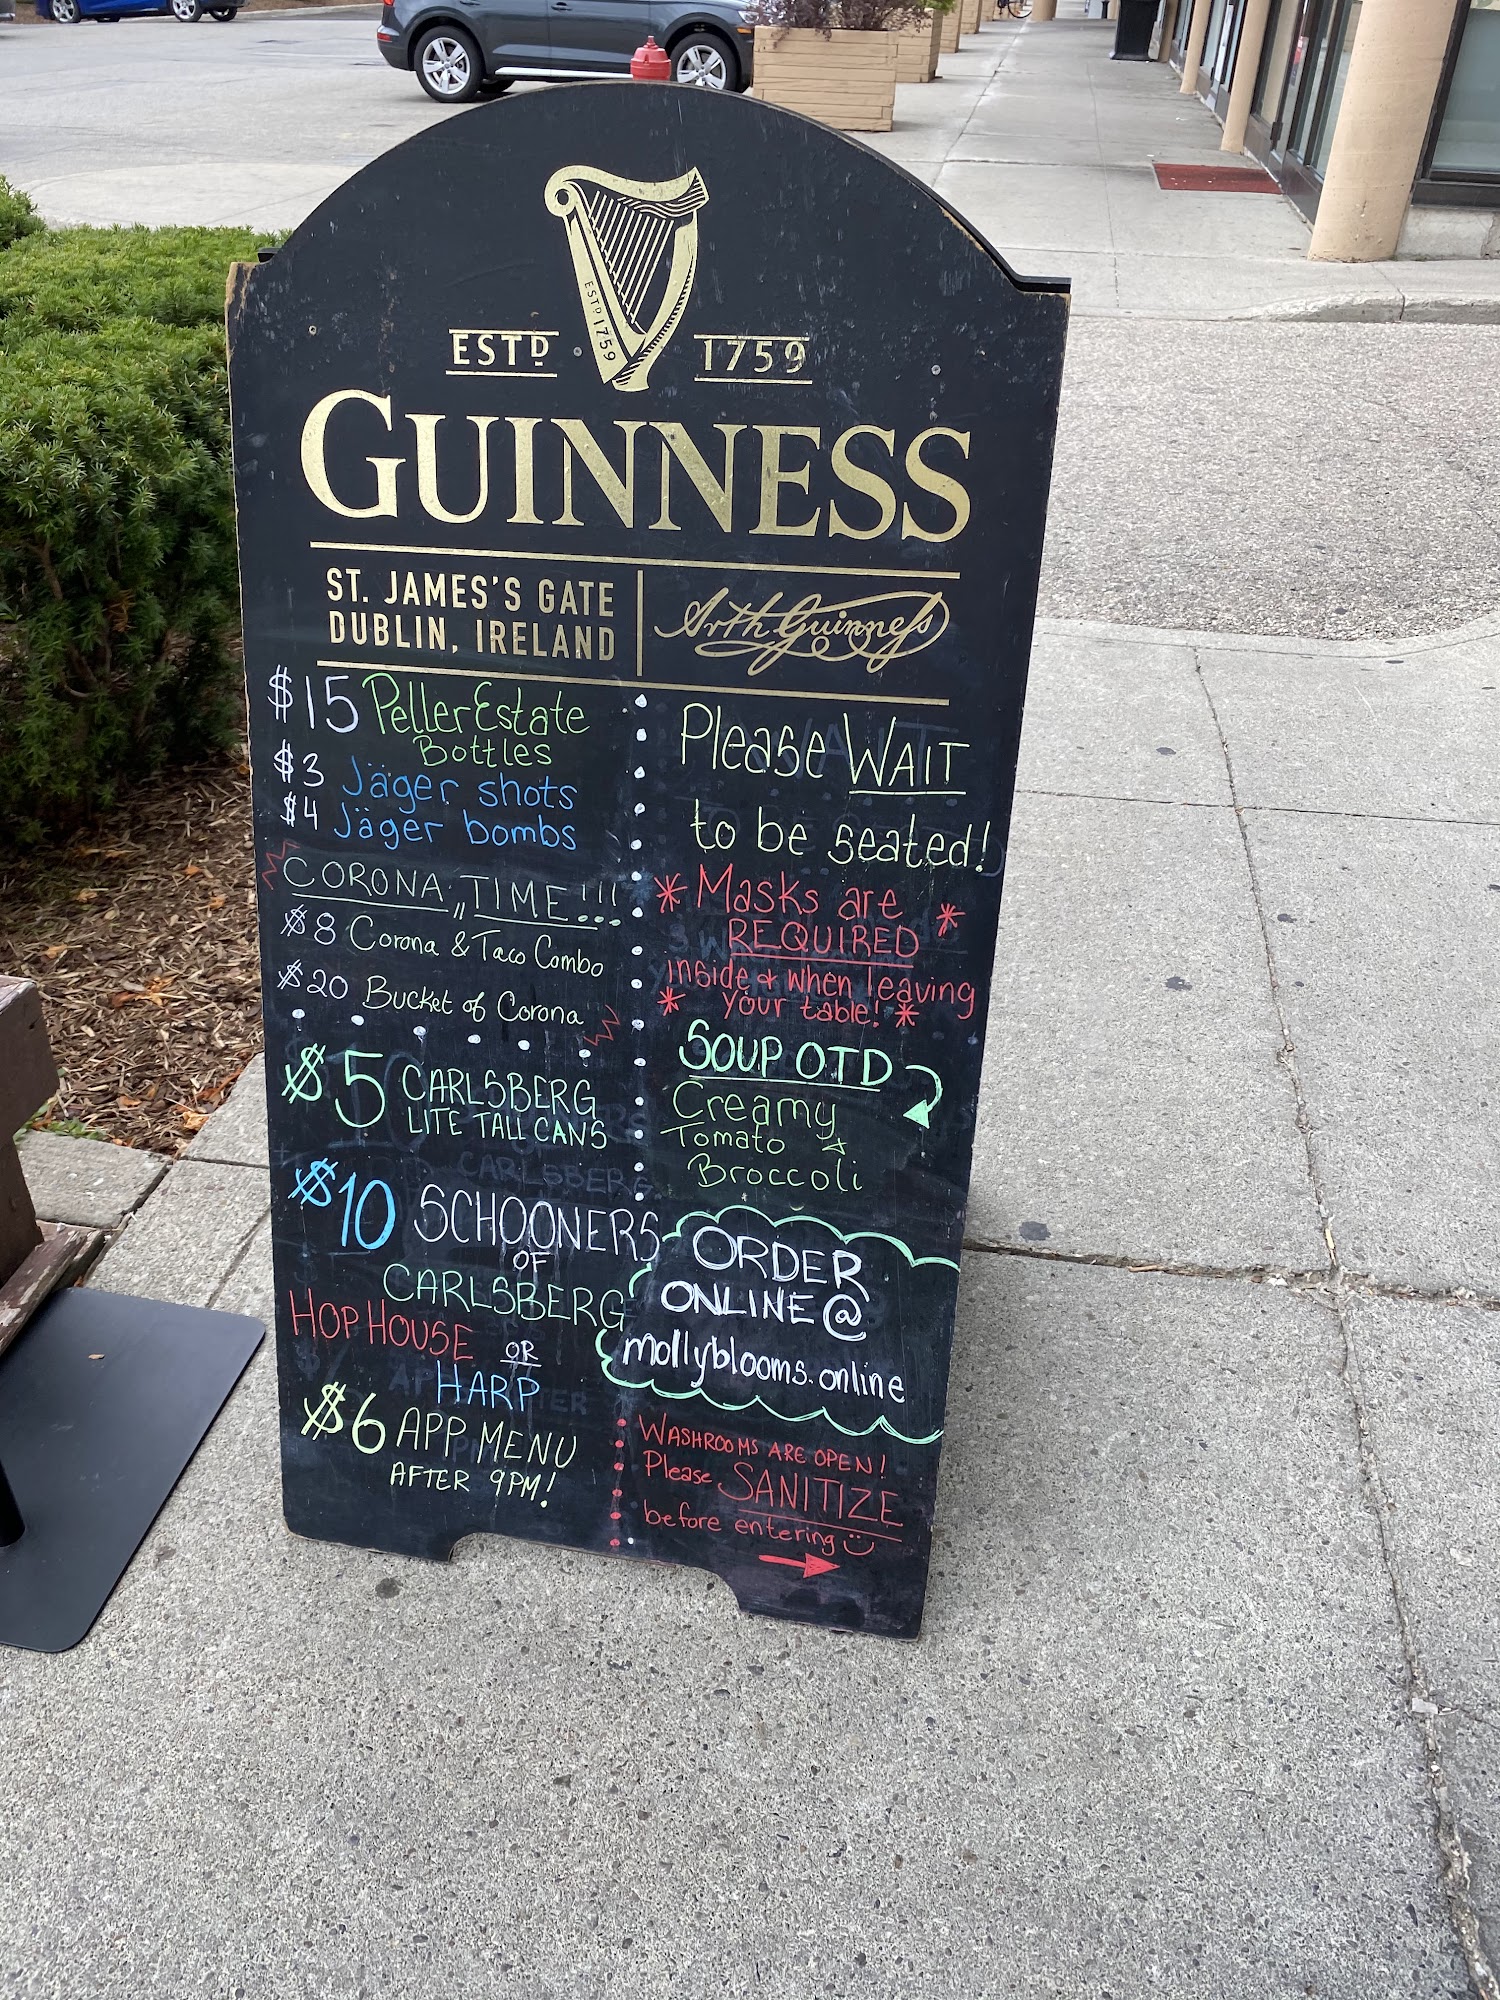 ESTD 1759
ESTD 1759
GUINNESS
ST. JAMES'S GATE
DUBLIN, IRELAND
Arth Guinness
$15 Peller Estate
Bottles
$3 Jäger shots
$4 Jäger bombs
CORONA TIME!!!
$8 Corona & Taco Combo
$20 Bucket of Corona
$5 CARLSBERG
LITE TALL CANS
$10 SCHOONERS
OF
CARLSBERG
HOP HOUSE OR
HARP
$6 APP MENU
AFTER 9PM!
Please WAIT
to be seated!
* Masks are *
REQUIRED
inside & when leaving
* your table! *
SOUP OTD
Creamy
Tomato &
Broccoli
ORDER
ONLINE @
mollyblooms.online
WASHROOMS ARE OPEN!
Please SANITIZE
before entering